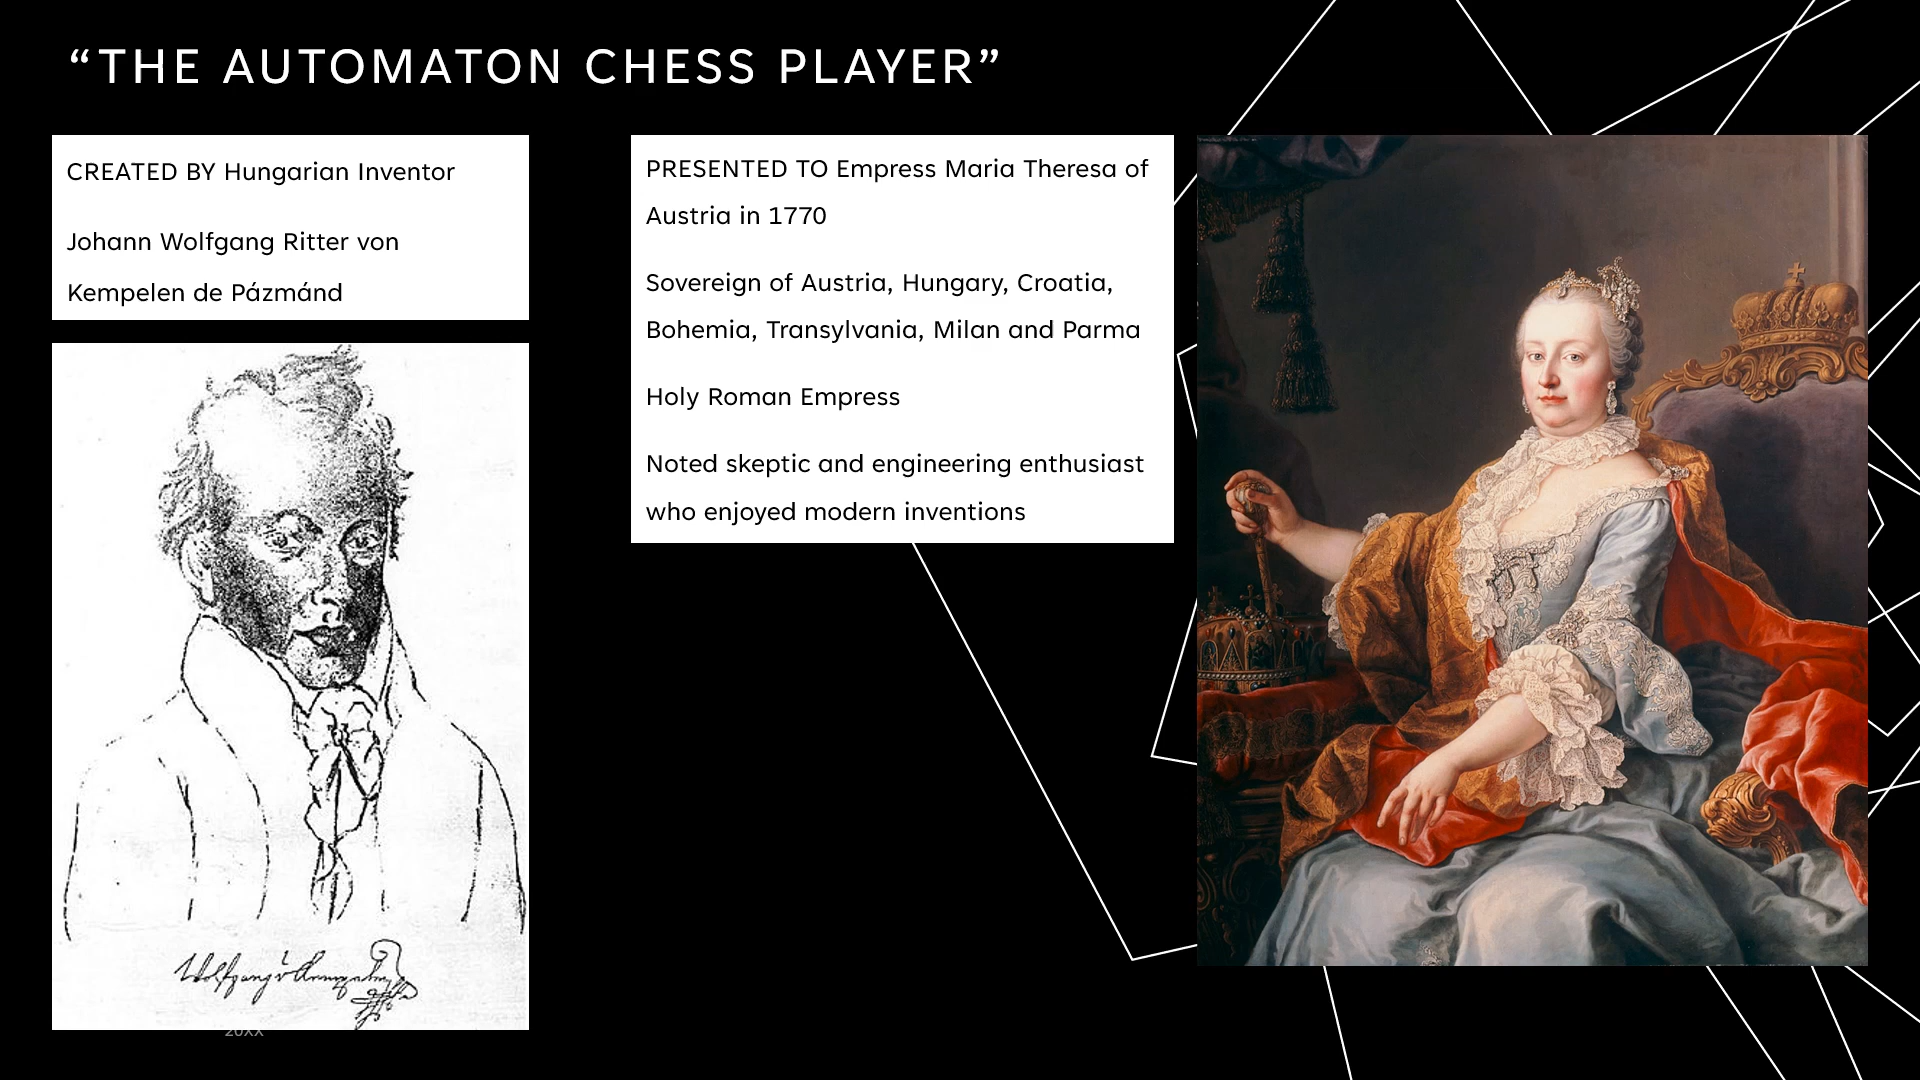 “THE AUTOMATON CHESS PLAYER”
CREATED BY Hungarian Inventor
Johann Wolfgang Ritter von
Kempelen de Pázmánd
PRESENTED TO Empress Maria Theresa of
Austria in 1770
Sovereign of Austria, Hungary, Croatia,
Bohemia, Transylvania, Milan and Parma
Holy Roman Empress
Noted skeptic and engineering enthusiast
who enjoyed modern inventions
Wolfgang v Kempelen
20XX